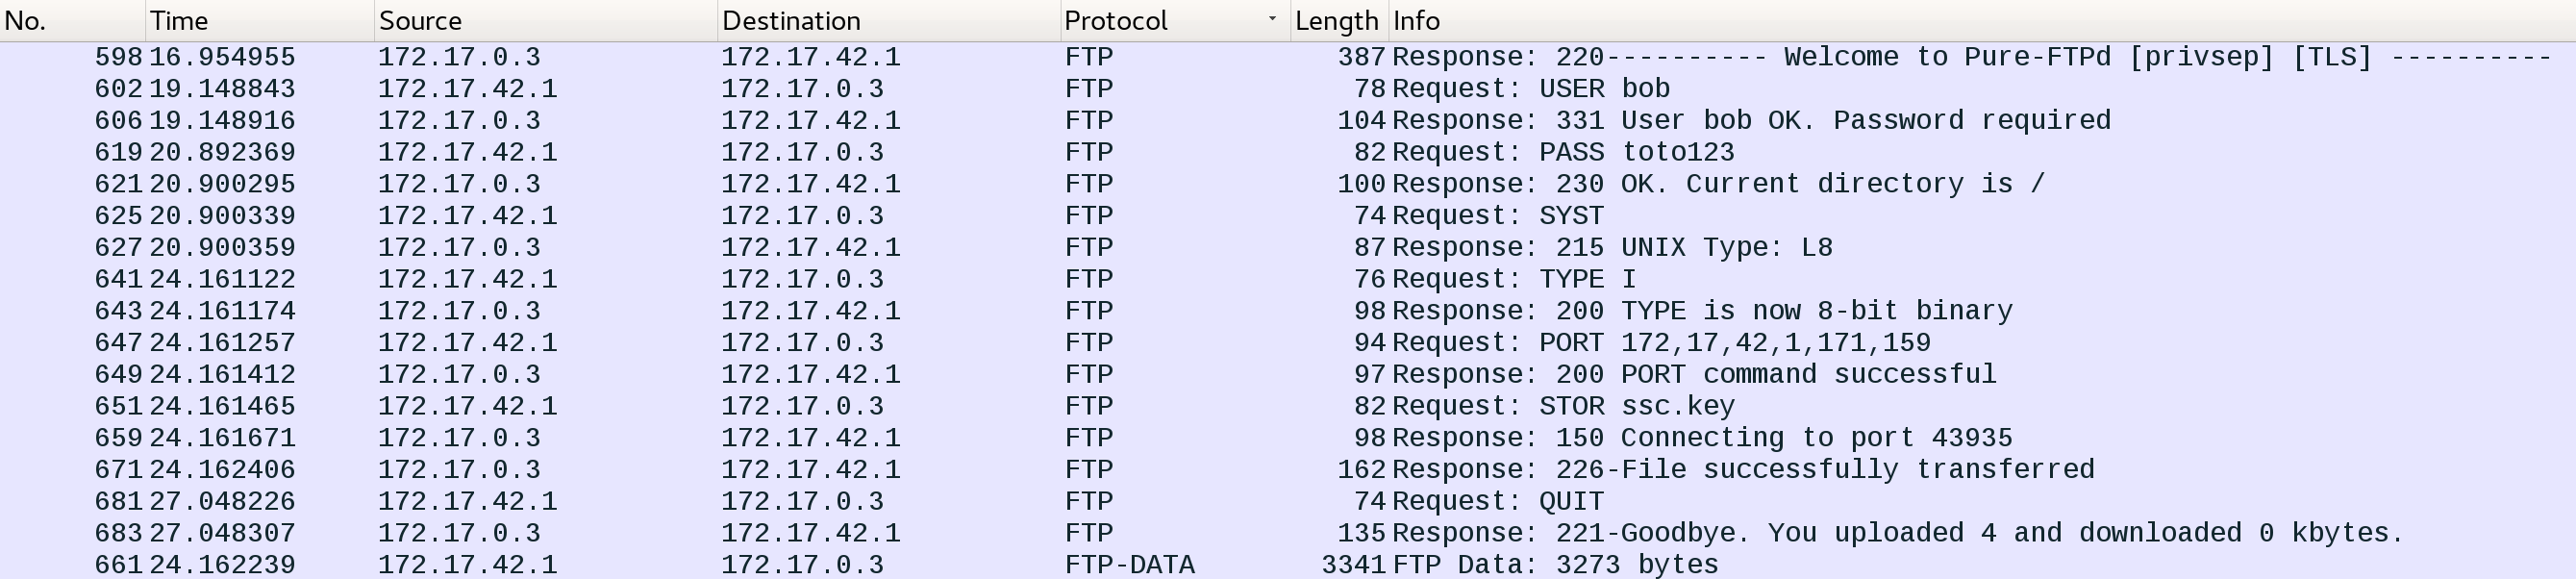 No. Time Source Destination Protocol Length Info
598 16.954955 172.17.0.3 172.17.42.1 FTP 387 Response: 220---------- Welcome to Pure-FTPd [privsep] [TLS] ----------
602 19.148843 172.17.42.1 172.17.0.3 FTP 78 Request: USER bob
606 19.148916 172.17.0.3 172.17.42.1 FTP 104 Response: 331 User bob OK. Password required
619 20.892369 172.17.42.1 172.17.0.3 FTP 82 Request: PASS toto123
621 20.900295 172.17.0.3 172.17.42.1 FTP 100 Response: 230 OK. Current directory is /
625 20.900339 172.17.42.1 172.17.0.3 FTP 74 Request: SYST
627 20.900359 172.17.0.3 172.17.42.1 FTP 87 Response: 215 UNIX Type: L8
641 24.161122 172.17.42.1 172.17.0.3 FTP 76 Request: TYPE I
643 24.161174 172.17.0.3 172.17.42.1 FTP 98 Response: 200 TYPE is now 8-bit binary
647 24.161257 172.17.42.1 172.17.0.3 FTP 94 Request: PORT 172,17,42,1,171,159
649 24.161412 172.17.0.3 172.17.42.1 FTP 97 Response: 200 PORT command successful
651 24.161465 172.17.42.1 172.17.0.3 FTP 82 Request: STOR ssc.key
659 24.161671 172.17.0.3 172.17.42.1 FTP 98 Response: 150 Connecting to port 43935
671 24.162406 172.17.0.3 172.17.42.1 FTP 162 Response: 226-File successfully transferred
681 27.048226 172.17.42.1 172.17.0.3 FTP 74 Request: QUIT
683 27.048307 172.17.0.3 172.17.42.1 FTP 135 Response: 221-Goodbye. You uploaded 4 and downloaded 0 kbytes.
661 24.162239 172.17.42.1 172.17.0.3 FTP-DATA 3341 FTP Data: 3273 bytes